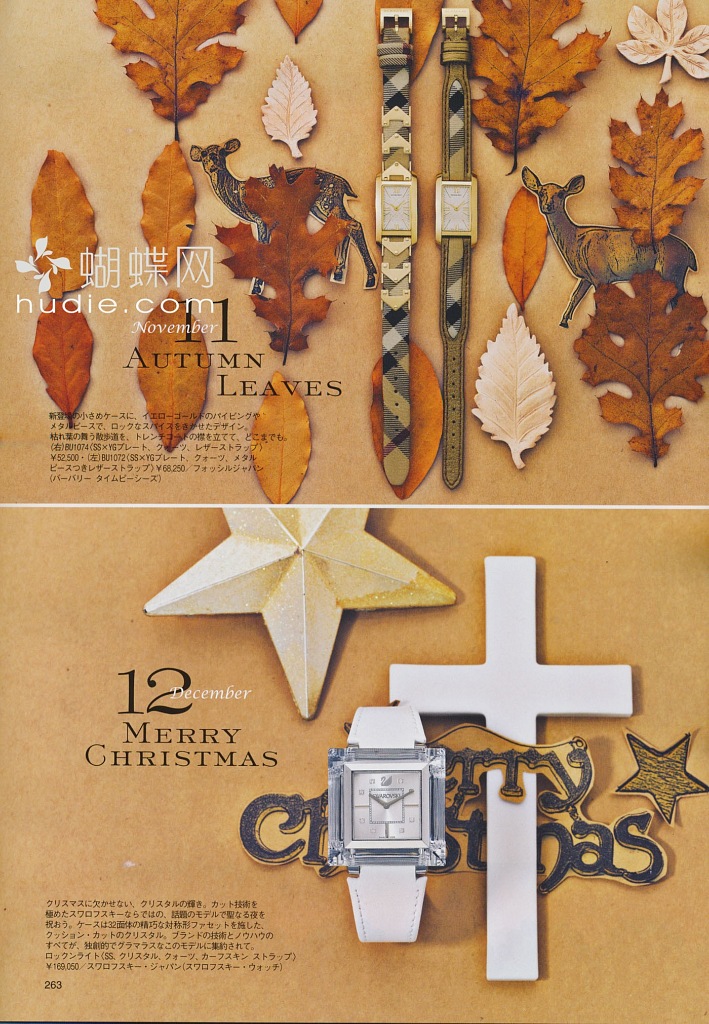 蝴蝶网
hudie.com
November
11
AUTUMN
LEAVES
新登場の小さめケースに、イエローゴールドのパイピングや
メタルピースで、ロックなスパイスをきかせたデザイン。
枯れ葉の舞う散歩道を、トレンチコートの襟を立てて、どこまでも。
(右)BU1074〈SS×YGプレート、クォーツ、レザーストラップ〉
¥52,500・(左)BU1072〈SS×YGプレート、クォーツ、メタル
ピースつきレザーストラップ〉¥68,250/フォッシルジャパン
(バーバリー タイムピーシーズ)
12
December
MERRY
CHRISTMAS
SWAROVSKI
merry
christmas
クリスマスに欠かせない、クリスタルの輝き。カット技術を
極めたスワロフスキーならではの、話題のモデルで聖なる夜を
祝おう。ケースは32面体の精巧な対称形ファセットを施した、
クッション・カットのクリスタル。ブランドの技術とノウハウの
すべてが、独創的でグラマラスなこのモデルに集約されて。
ロックンライト〈SS、クリスタル、クォーツ、カーフスキン ストラップ〉
¥169,050/スワロフスキー・ジャパン(スワロフスキー・ウォッチ)
263